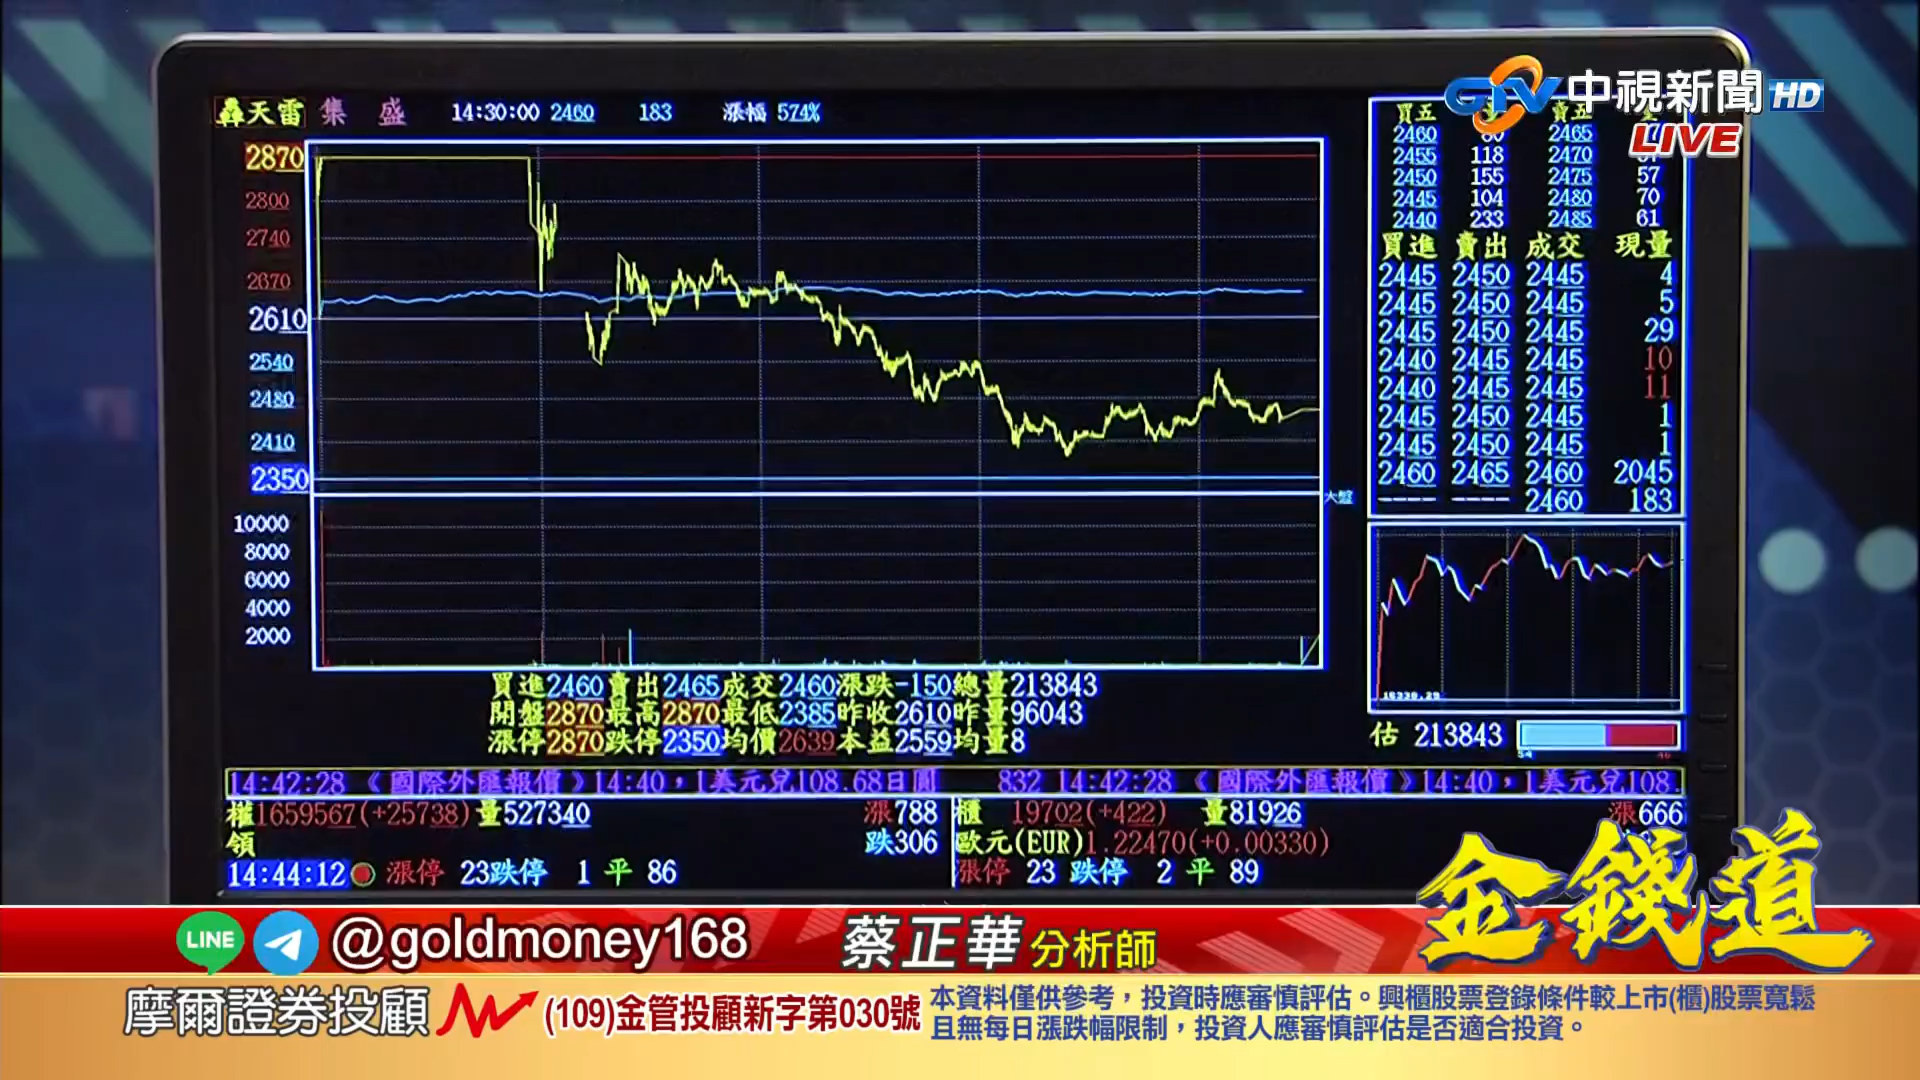 轟天雷 集 盛 14:30:00 2460 183 漲幅 574%
2870
2800
2740
2670
2610
2540
2480
2410
2350
10000
8000
6000
4000
2000
大盤
CTV 中視新聞 HD
LIVE
買五 賣五
2460 80 2465
2455 118 2470
2450 155 2475 57
2445 104 2480 70
2440 233 2485 61
買進 賣出 成交 現量
2445 2450 2445 4
2445 2450 2445 5
2445 2450 2445 29
2440 2445 2445 10
2440 2445 2445 11
2445 2450 2445 1
2445 2450 2445 1
2460 2465 2460 2045
---- ---- 2460 183
估 213843
54 46
買進2460賣出2465成交2460漲跌-150總量213843
開盤2870最高2870最低2385昨收2610昨量96043
漲停2870跌停2350均價2639本益2559均量8
14:42:28 《國際外匯報價》14:40，1美元兌108.68日圓 832 14:42:28 《國際外匯報價》14:40，1美元兌108.
權1659567(+25738)量527340 漲788
領 跌306
14:44:12 漲停 23跌停 1 平 86
櫃 19702(+422) 量81926 漲666
歐元(EUR)1.22470(+0.00330)
漲停 23 跌停 2 平 89
金錢道
LINE @goldmoney168 蔡正華 分析師
摩爾證券投顧 (109)金管投顧新字第030號
本資料僅供參考，投資時應審慎評估。興櫃股票登錄條件較上市(櫃)股票寬鬆
且無每日漲跌幅限制，投資人應審慎評估是否適合投資。